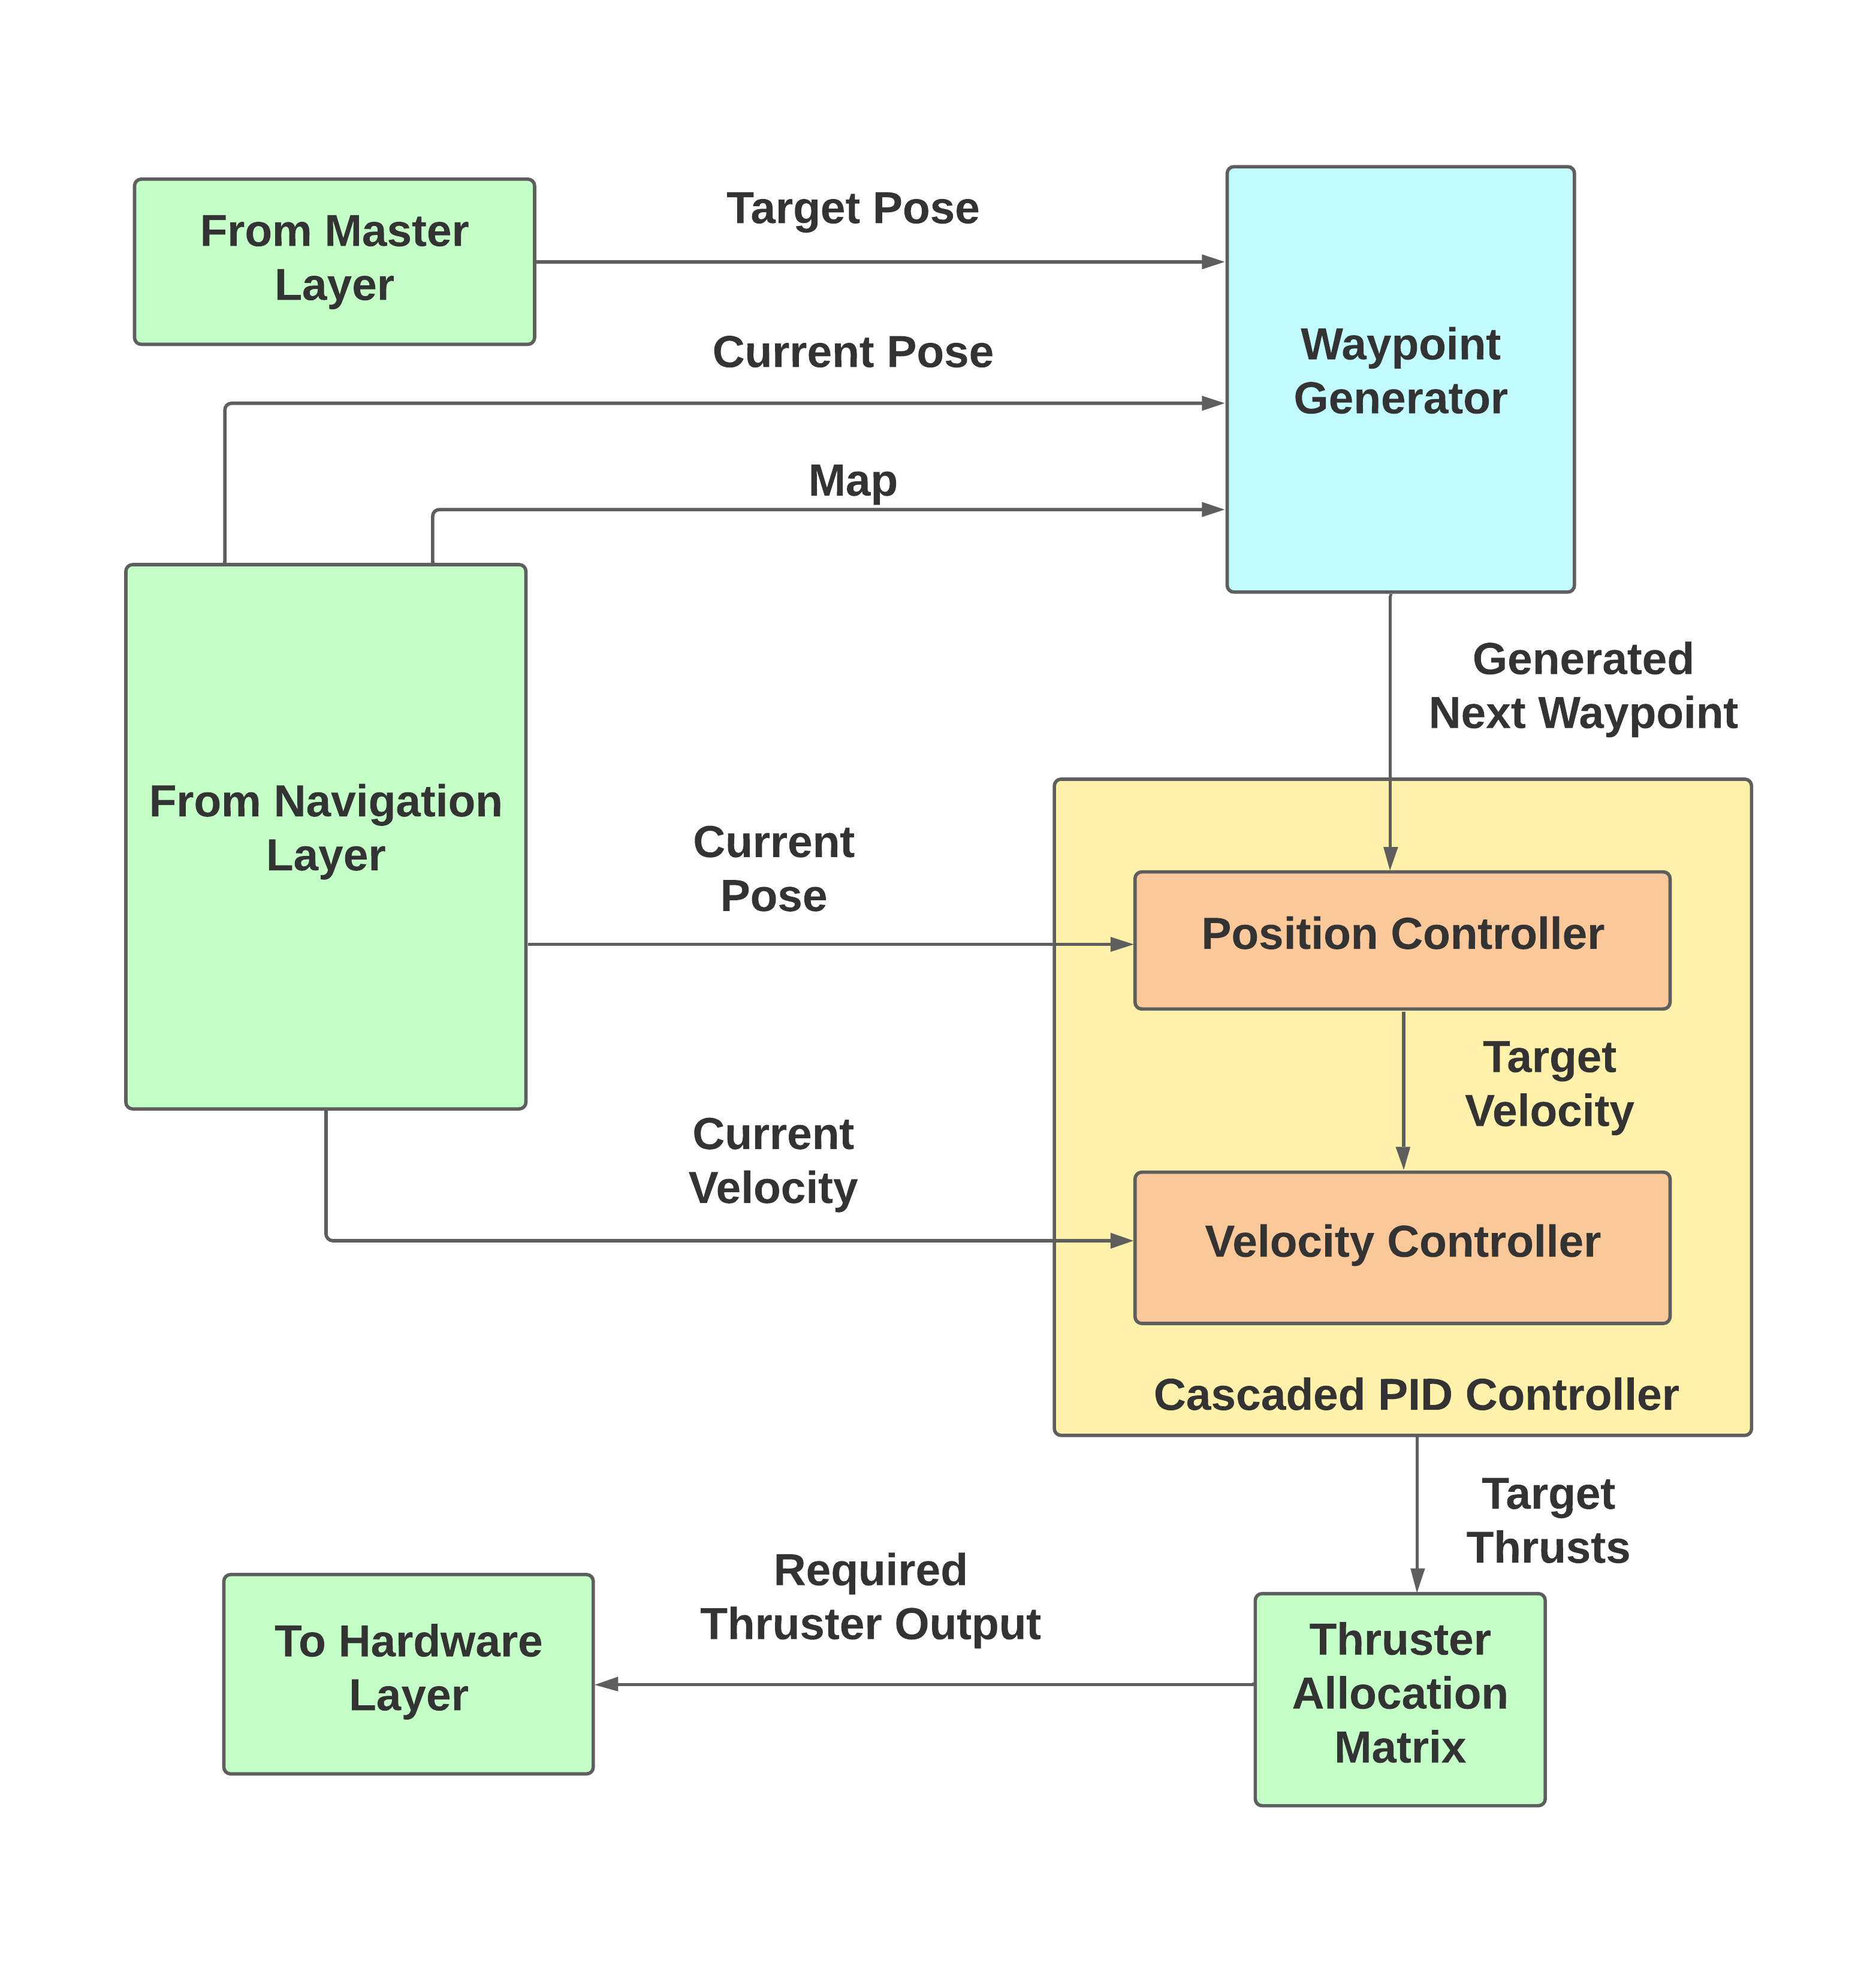 From Master
Layer
Target Pose
Current Pose
Map
Waypoint
Generator
Generated
Next Waypoint
From Navigation
Layer
Current
Pose
Position Controller
Target
Velocity
Current
Velocity
Velocity Controller
Cascaded PID Controller
Target
Thrusts
Required
Thruster Output
To Hardware
Layer
Thruster
Allocation
Matrix